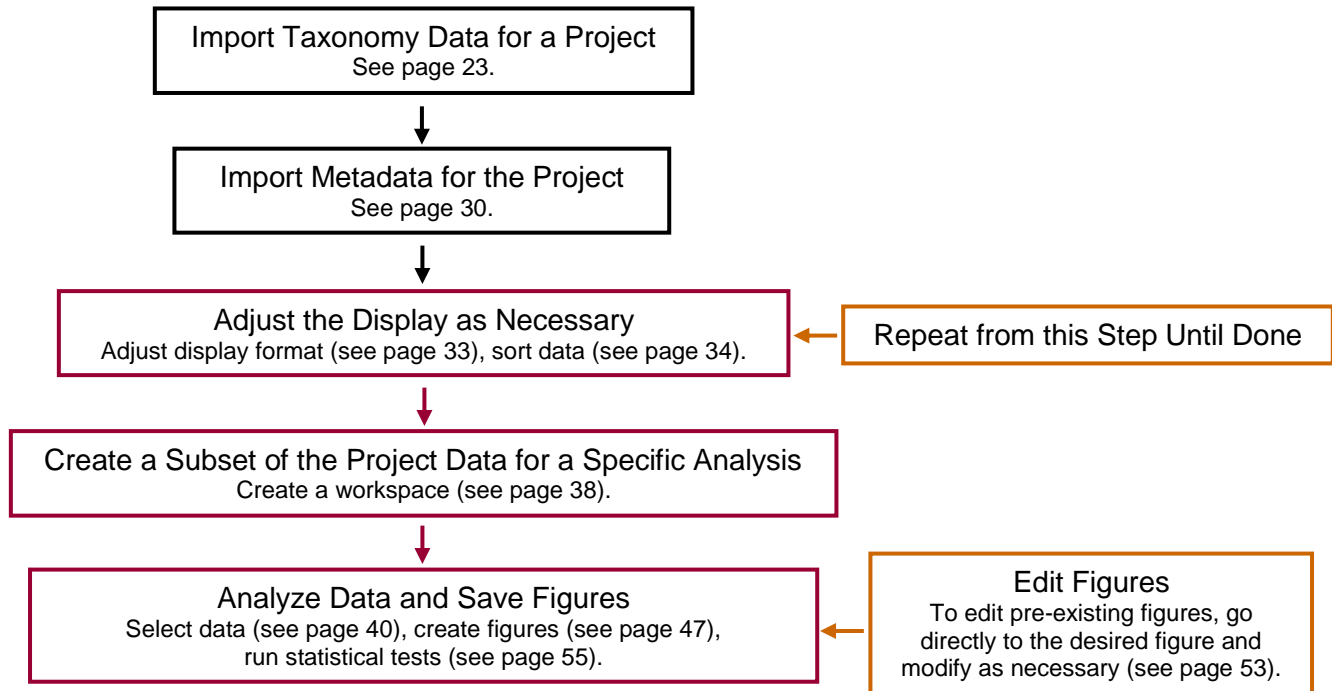 Import Taxonomy Data for a Project
See page 23.
Import Metadata for the Project
See page 30.
Adjust the Display as Necessary
Adjust display format (see page 33), sort data (see page 34).
Repeat from this Step Until Done
Create a Subset of the Project Data for a Specific Analysis
Create a workspace (see page 38).
Analyze Data and Save Figures
Select data (see page 40), create figures (see page 47),
run statistical tests (see page 55).
Edit Figures
To edit pre-existing figures, go
directly to the desired figure and
modify as necessary (see page 53).